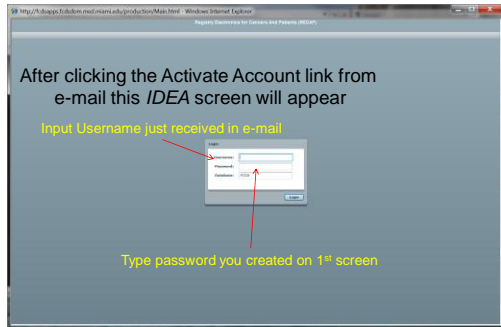 http://fcdsapps.fcdsdom.med.miami.edu/production/Main.html - Windows Internet Explorer
Registry Electronics for Cancers And Patients (RECAP)
After clicking the Activate Account link from
e-mail this IDEA screen will appear
Input Username just received in e-mail
Login
Username:
Password:
Database:
Login
Type password you created on 1st screen